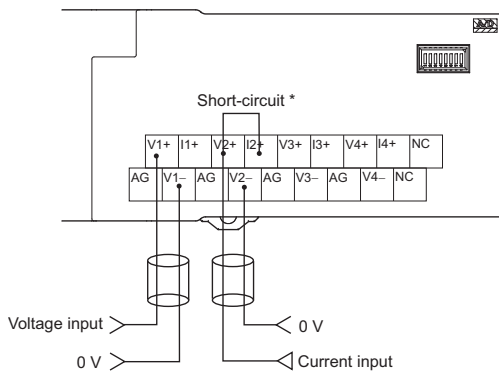 A/D
Short-circuit *
V1+ I1+ V2+ I2+ V3+ I3+ V4+ I4+ NC
AG V1– AG V2– AG V3– AG V4– NC
Voltage input
0 V
0 V
Current input